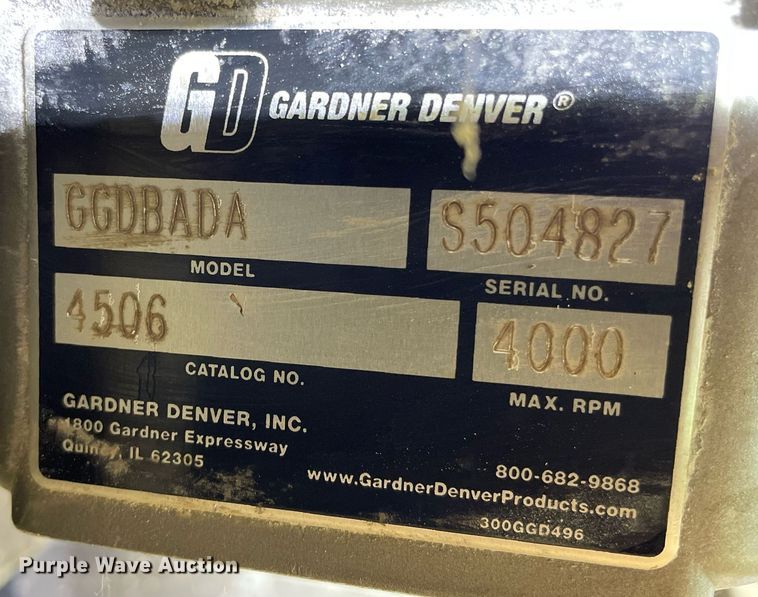 GD GARDNER DENVER®
GGDBADA S504827
MODEL SERIAL NO.
4506 4000
CATALOG NO. MAX. RPM
GARDNER DENVER, INC.
1800 Gardner Expressway
Quincy, IL 62305
800-682-9868
www.GardnerDenverProducts.com
300GGD496
Purple Wave Auction